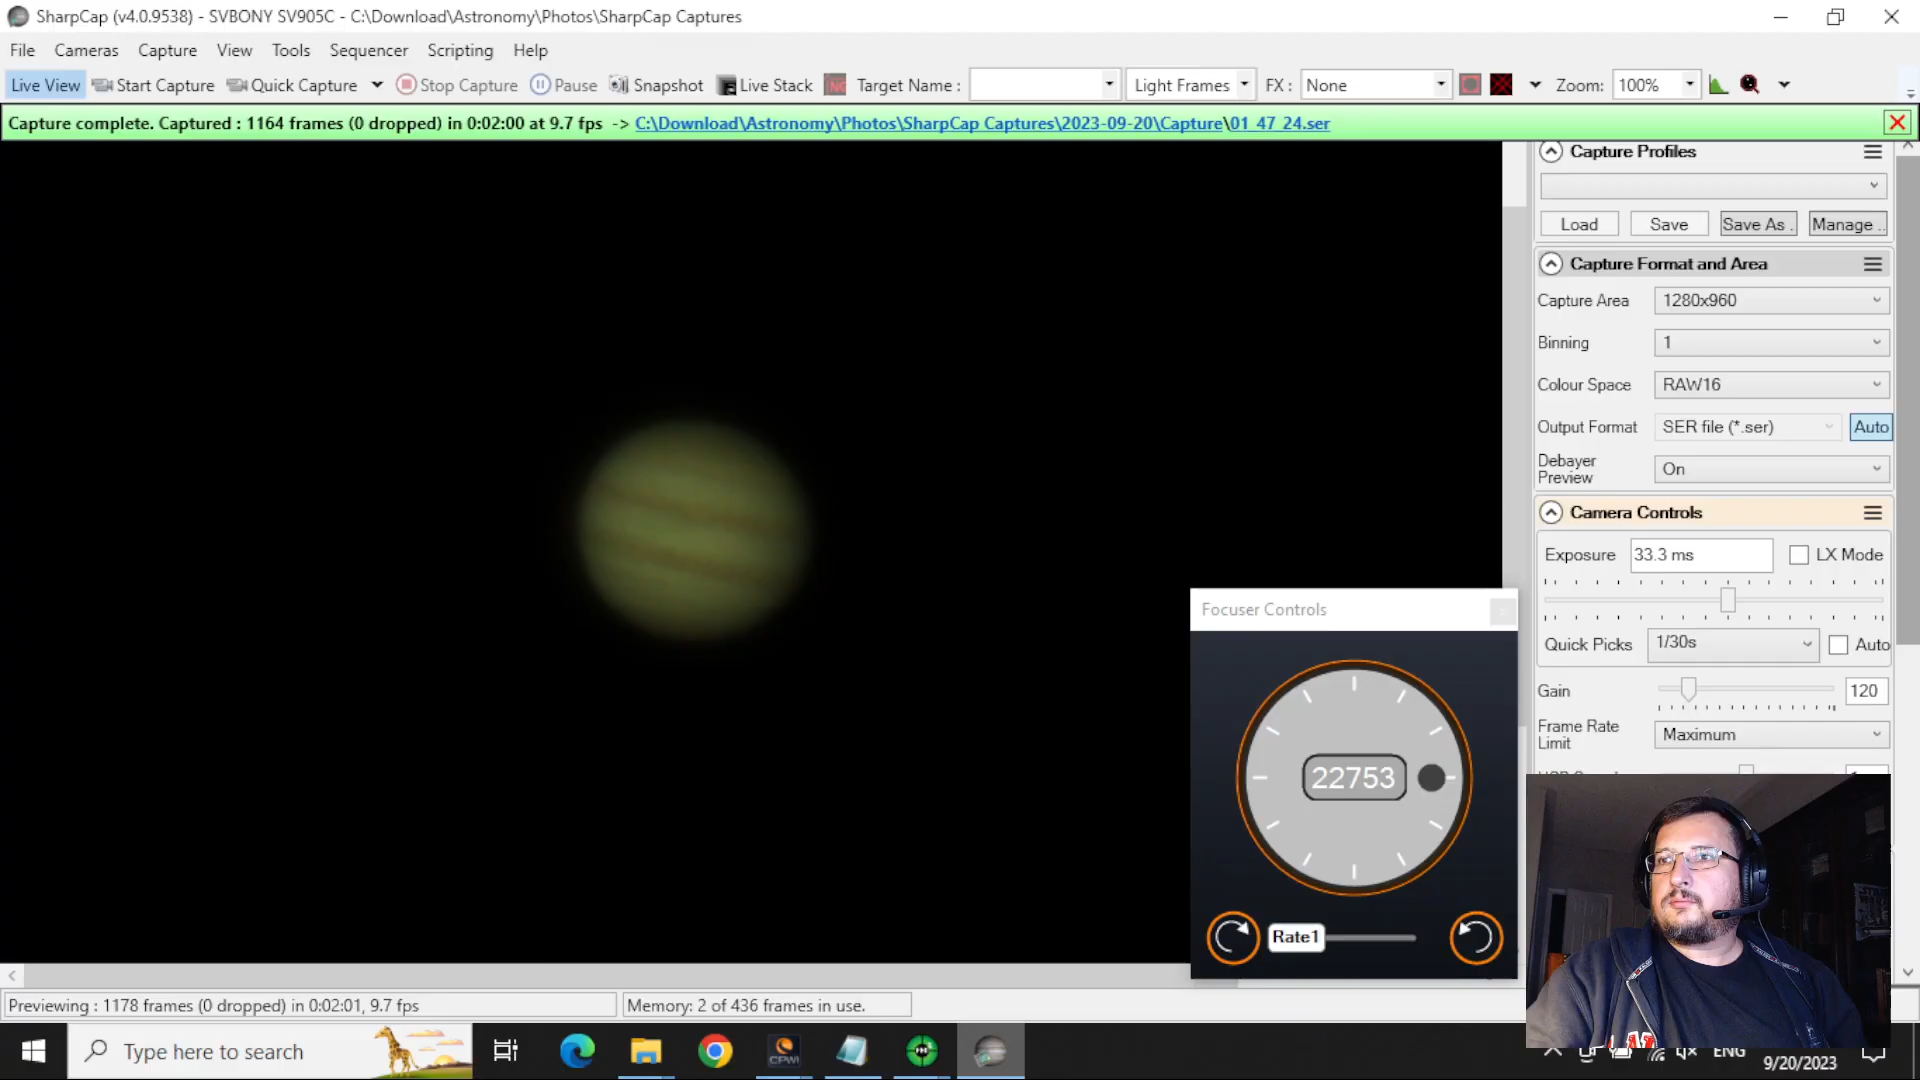 SharpCap (v4.0.9538) - SVBONY SV905C - C:\Download\Astronomy\Photos\SharpCap Captures
File Cameras Capture View Tools Sequencer Scripting Help
Live View Start Capture Quick Capture Stop Capture Pause Snapshot Live Stack Target Name : Light Frames FX : None Zoom: 100%
Capture complete. Captured : 1164 frames (0 dropped) in 0:02:00 at 9.7 fps -> C:\Download\Astronomy\Photos\SharpCap Captures\2023-09-20\Capture\01_47_24.ser
Capture Profiles
Load Save Save As . Manage ..
Capture Format and Area
Capture Area 1280x960
Binning 1
Colour Space RAW16
Output Format SER file (*.ser) Auto
Debayer
Preview
On
Camera Controls
Exposure 33.3 ms LX Mode
Quick Picks 1/30s Auto
Gain 120
Frame Rate
Limit
Maximum
Focuser Controls
22753
Rate1
Previewing : 1178 frames (0 dropped) in 0:02:01, 9.7 fps Memory: 2 of 436 frames in use.
Type here to search
CPWI
ENG
9/20/2023